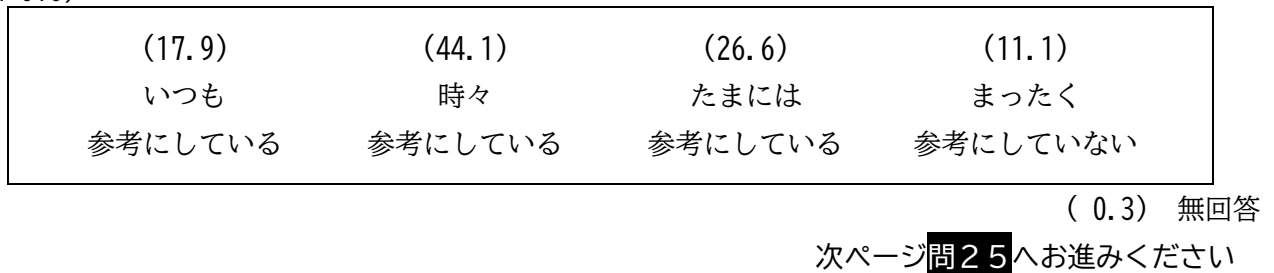 (17.9) (44.1) (26.6) (11.1)
いつも 時々 たまには まったく
参考にしている 参考にしている 参考にしている 参考にしていない
( 0.3) 無回答
次ページ問25へお進みください